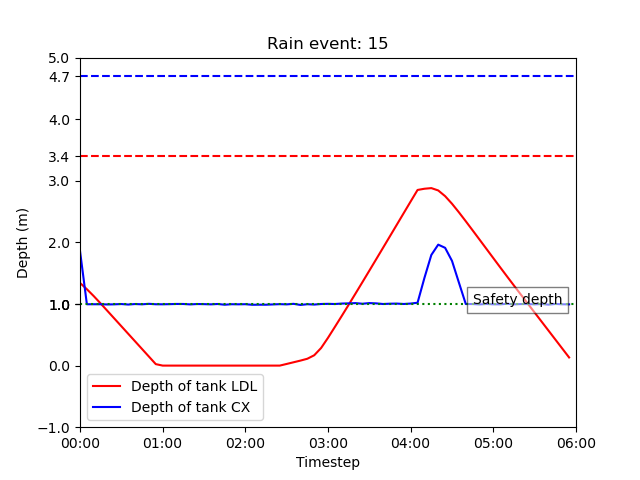 Rain event: 15
5.0
4.7
4.0
3.4
3.0
2.0
1.0
1.0
0.0
−1.0
Depth (m)
Safety depth
Depth of tank LDL
Depth of tank CX
00:00 01:00 02:00 03:00 04:00 05:00 06:00
Timestep